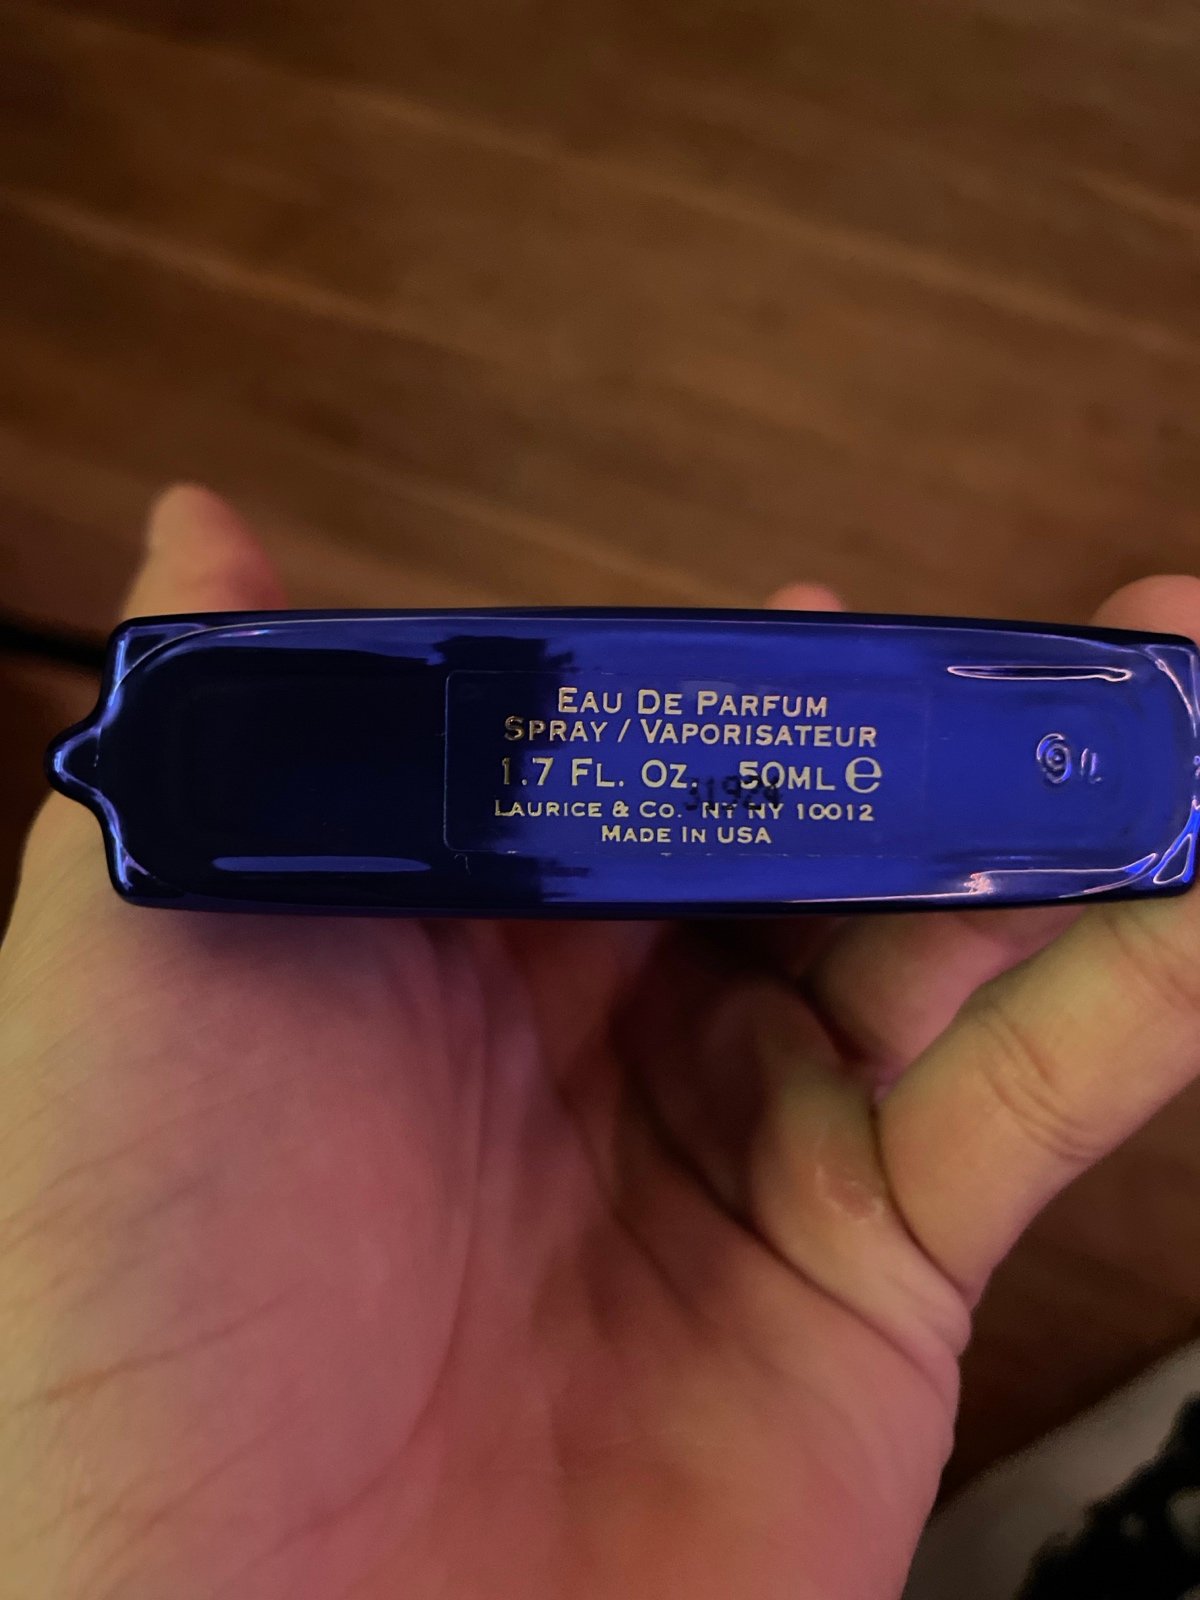 EAU DE PARFUM
SPRAY / VAPORISATEUR
1.7 FL. OZ. 50ML ℮
LAURICE & CO. NY NY 10012
MADE IN USA